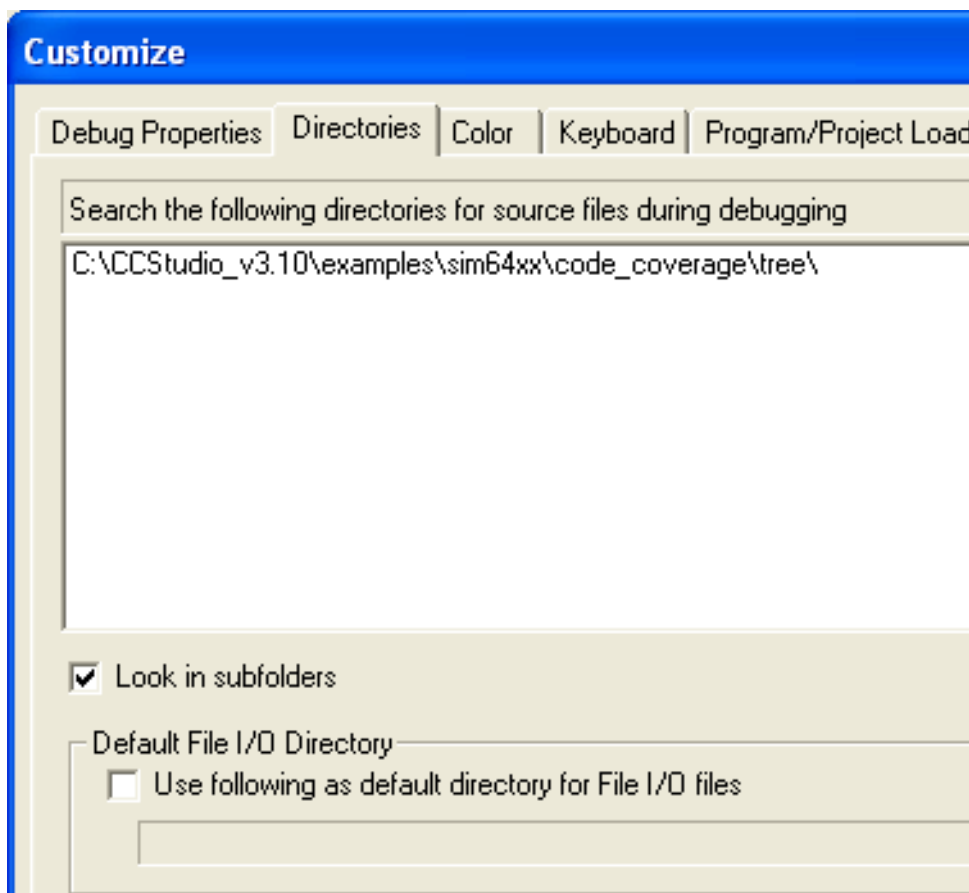 Customize
Debug Properties Directories Color Keyboard Program/Project Load
Search the following directories for source files during debugging
C:\CCStudio_v3.10\examples\sim64xx\code_coverage\tree\
Look in subfolders
Default File I/O Directory
Use following as default directory for File I/O files